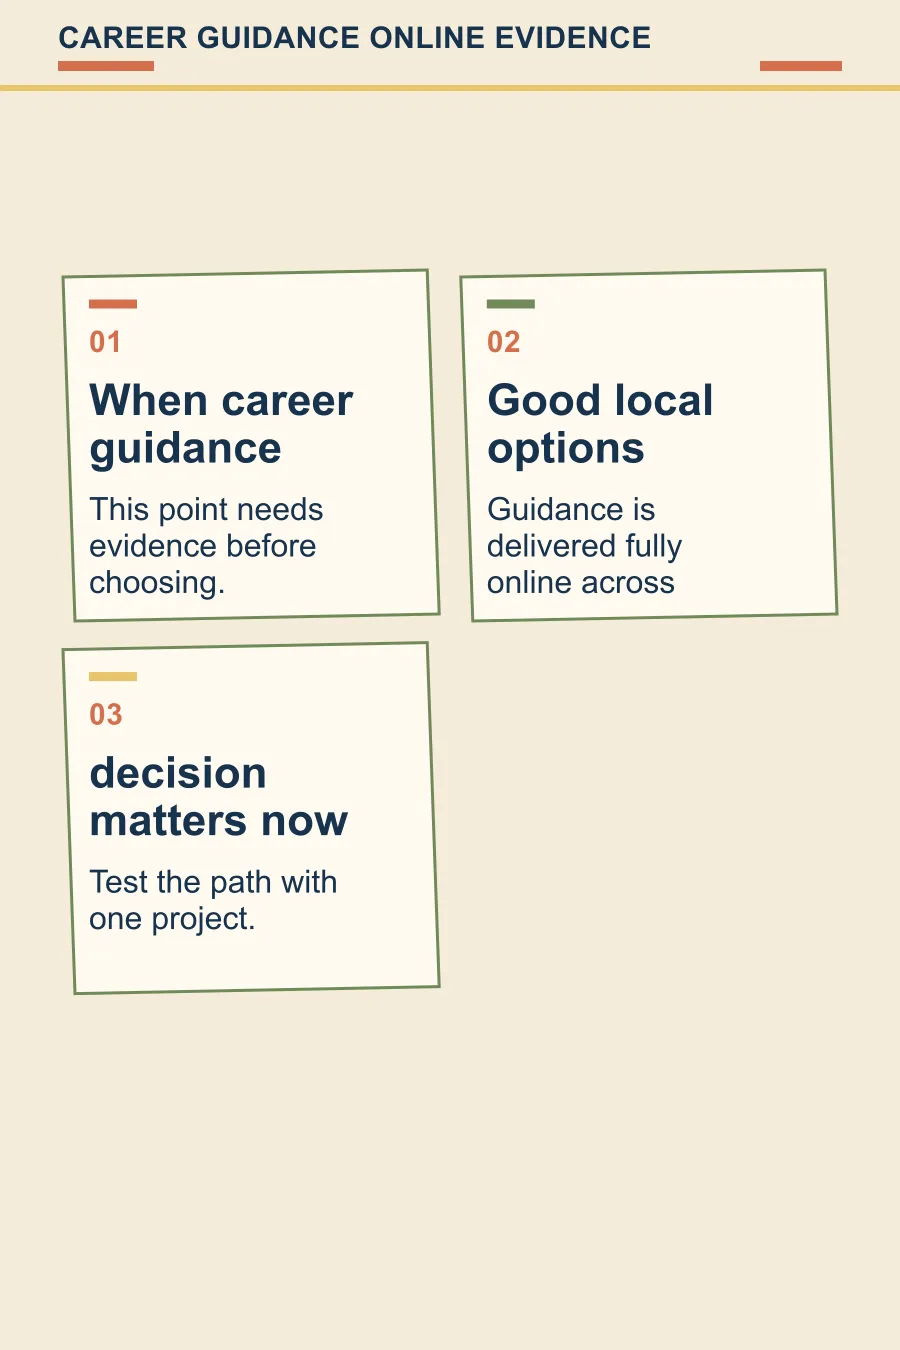 CAREER GUIDANCE ONLINE EVIDENCE
01
When career
guidance
This point needs
evidence before
choosing.
02
Good local
options
Guidance is
delivered fully
online across
03
decision
matters now
Test the path with
one project.